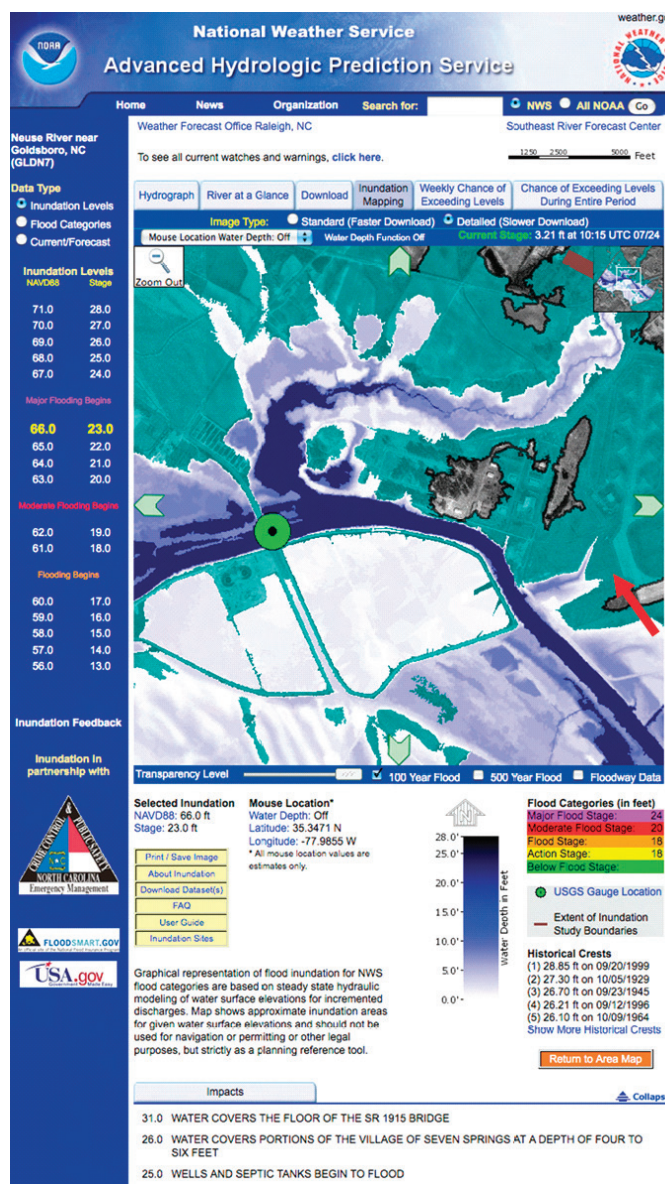 weather.g
National Weather Service
NOAA
Advanced Hydrologic Prediction Service
Home News Organization Search for: NWS All NOAA Go
Neuse River near
Goldsboro, NC
(GLDN7)
Data Type
Inundation Levels
Flood Categories
Current/Forecast
Inundation Levels
NAVD88 Stage
71.0 28.0
70.0 27.0
69.0 26.0
68.0 25.0
67.0 24.0
Major Flooding Begins
66.0 23.0
65.0 22.0
64.0 21.0
63.0 20.0
Moderate Flooding Begins
62.0 19.0
61.0 18.0
Flooding Begins
60.0 17.0
59.0 16.0
58.0 15.0
57.0 14.0
56.0 13.0
Inundation Feedback
Inundation in
partnership with
FLOOD CONTROL & PUBLIC SAFETY
NORTH CAROLINA
Emergency Management
FLOODSMART.GOV
USA.gov
Government Made Easy
Weather Forecast Office Raleigh, NC Southeast River Forecast Center
To see all current watches and warnings, click here.
1250 2500 5000 Feet
Hydrograph River at a Glance Download Inundation Mapping Weekly Chance of Exceeding Levels Chance of Exceeding Levels During Entire Period
Image Type: Standard (Faster Download) Detailed (Slower Download)
Mouse Location Water Depth: Off Water Depth Function Off Current Stage: 3.21 ft at 10:15 UTC 07/24
Zoom Out
Transparency Level 100 Year Flood 500 Year Flood Floodway Data
Selected Inundation
NAVD88: 66.0 ft
Stage: 23.0 ft
Mouse Location*
Water Depth: Off
Latitude: 35.3471 N
Longitude: -77.9855 W
* All mouse location values are
estimates only.
Print / Save Image
About Inundation
Download Dataset(s)
FAQ
User Guide
Inundation Sites
N
28.0'
20.0'
15.0'
10.0'
5.0'
0.0'
Water Depth in Feet
Flood Categories (in feet)
Major Flood Stage: 24
Moderate Flood Stage: 20
Flood Stage: 18
Action Stage: 18
Below Flood Stage:
USGS Gauge Location
Extent of Inundation
Study Boundaries
Historical Crests
(1) 28.85 ft on 09/20/1999
(2) 27.30 ft on 10/05/1929
(3) 26.70 ft on 09/23/1945
(4) 26.21 ft on 09/12/1996
(5) 26.10 ft on 10/09/1964
Show More Historical Crests
Return to Area Map
Graphical representation of flood inundation for NWS
flood categories are based on steady state hydraulic
modeling of water surface elevations for incremented
discharges. Map shows approximate inundation areas
for given water surface elevations and should not be
used for navigation or permitting or other legal
purposes, but strictly as a planning reference tool.
Impacts
Collaps
31.0 WATER COVERS THE FLOOR OF THE SR 1915 BRIDGE
26.0 WATER COVERS PORTIONS OF THE VILLAGE OF SEVEN SPRINGS AT A DEPTH OF FOUR TO
SIX FEET
25.0 WELLS AND SEPTIC TANKS BEGIN TO FLOOD